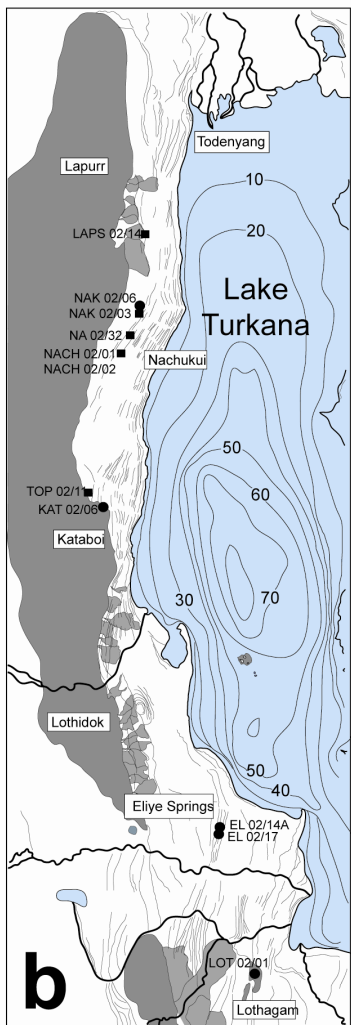 Todenyang
Lapurr
10
20
LAPS 02/14
Lake
Turkana
NAK 02/06
NAK 02/03
NA 02/32
NACH 02/01
Nachukui
NACH 02/02
50
60
TOP 02/11
KAT 02/06
Kataboi
30
70
Lothidok
50
40
Eliye Springs
EL 02/14A
EL 02/17
b
LOT 02/01
Lothagam